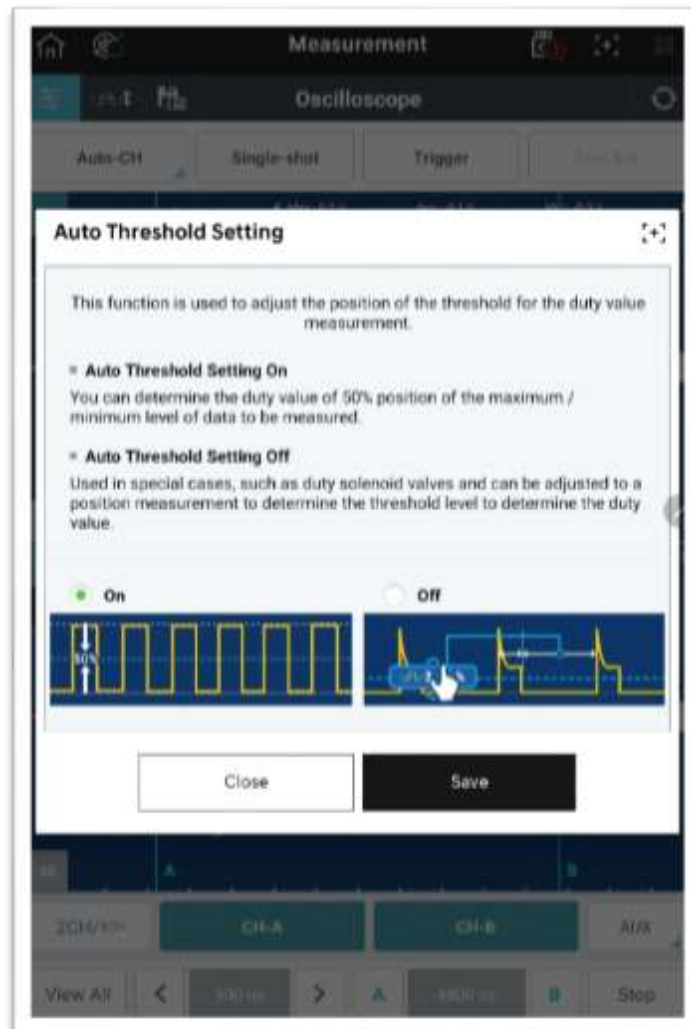 Measurement
Oscilloscope
Auto-CH Single-shot Trigger
Auto Threshold Setting
This function is used to adjust the position of the threshold for the duty value
measurement.
Auto Threshold Setting On
You can determine the duty value of 50% position of the maximum /
minimum level of data to be measured.
Auto Threshold Setting Off
Used in special cases, such as duty solenoid valves and can be adjusted to a
position measurement to determine the threshold level to determine the duty
value.
On Off
50%
Close Save
A B
CH-A CH-B AUX
View All < > A B Stop